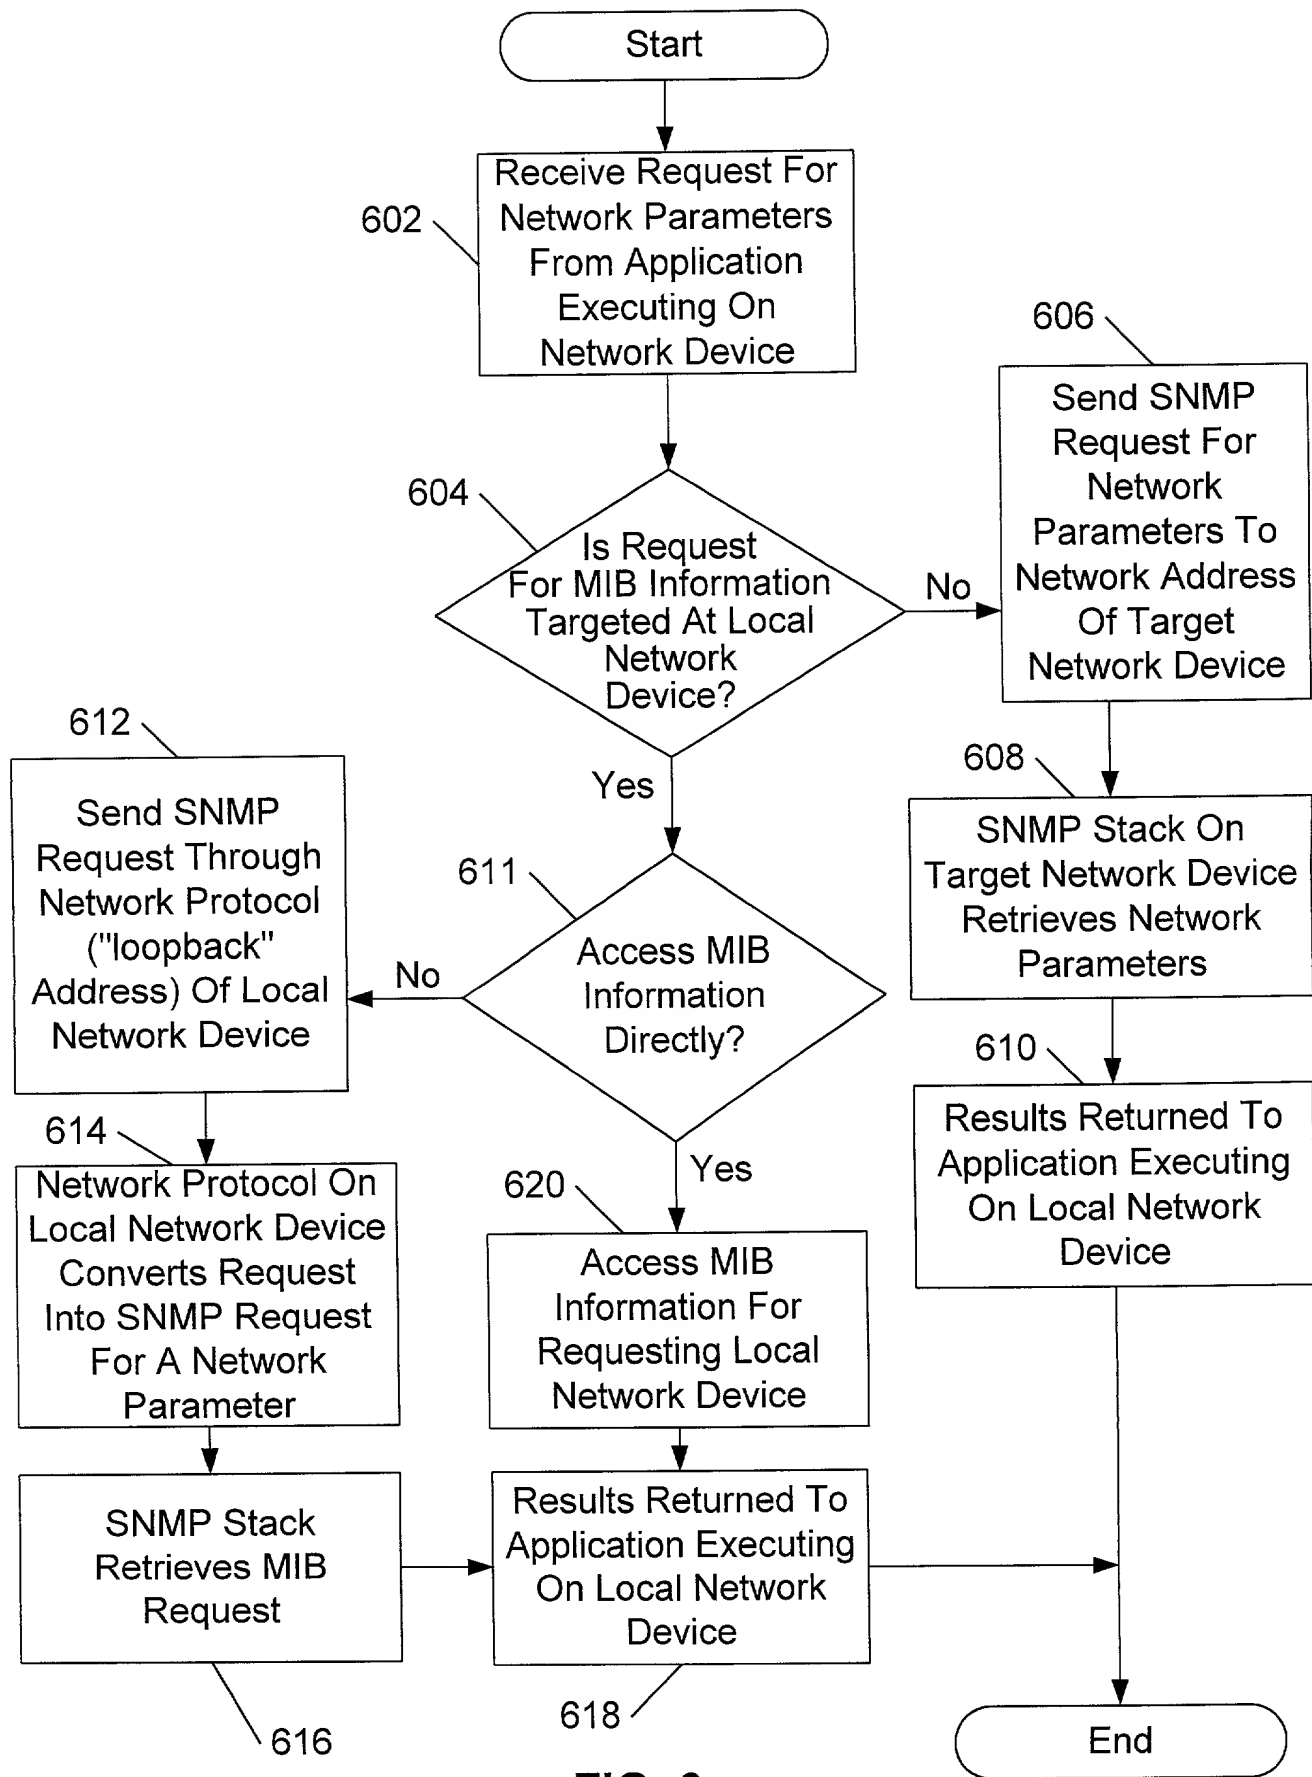 Start
602
Receive Request For
Network Parameters
From Application
Executing On
Network Device
604
Is Request
For MIB Information
Targeted At Local
Network
Device?
No
Yes
606
Send SNMP
Request For
Network
Parameters To
Network Address
Of Target
Network Device
608
SNMP Stack On
Target Network Device
Retrieves Network
Parameters
610
Results Returned To
Application Executing
On Local Network
Device
611
Access MIB
Information
Directly?
No
Yes
612
Send SNMP
Request Through
Network Protocol
("loopback"
Address) Of Local
Network Device
614
Network Protocol On
Local Network Device
Converts Request
Into SNMP Request
For A Network
Parameter
616
SNMP Stack
Retrieves MIB
Request
620
Access MIB
Information For
Requesting Local
Network Device
618
Results Returned To
Application Executing
On Local Network
Device
End